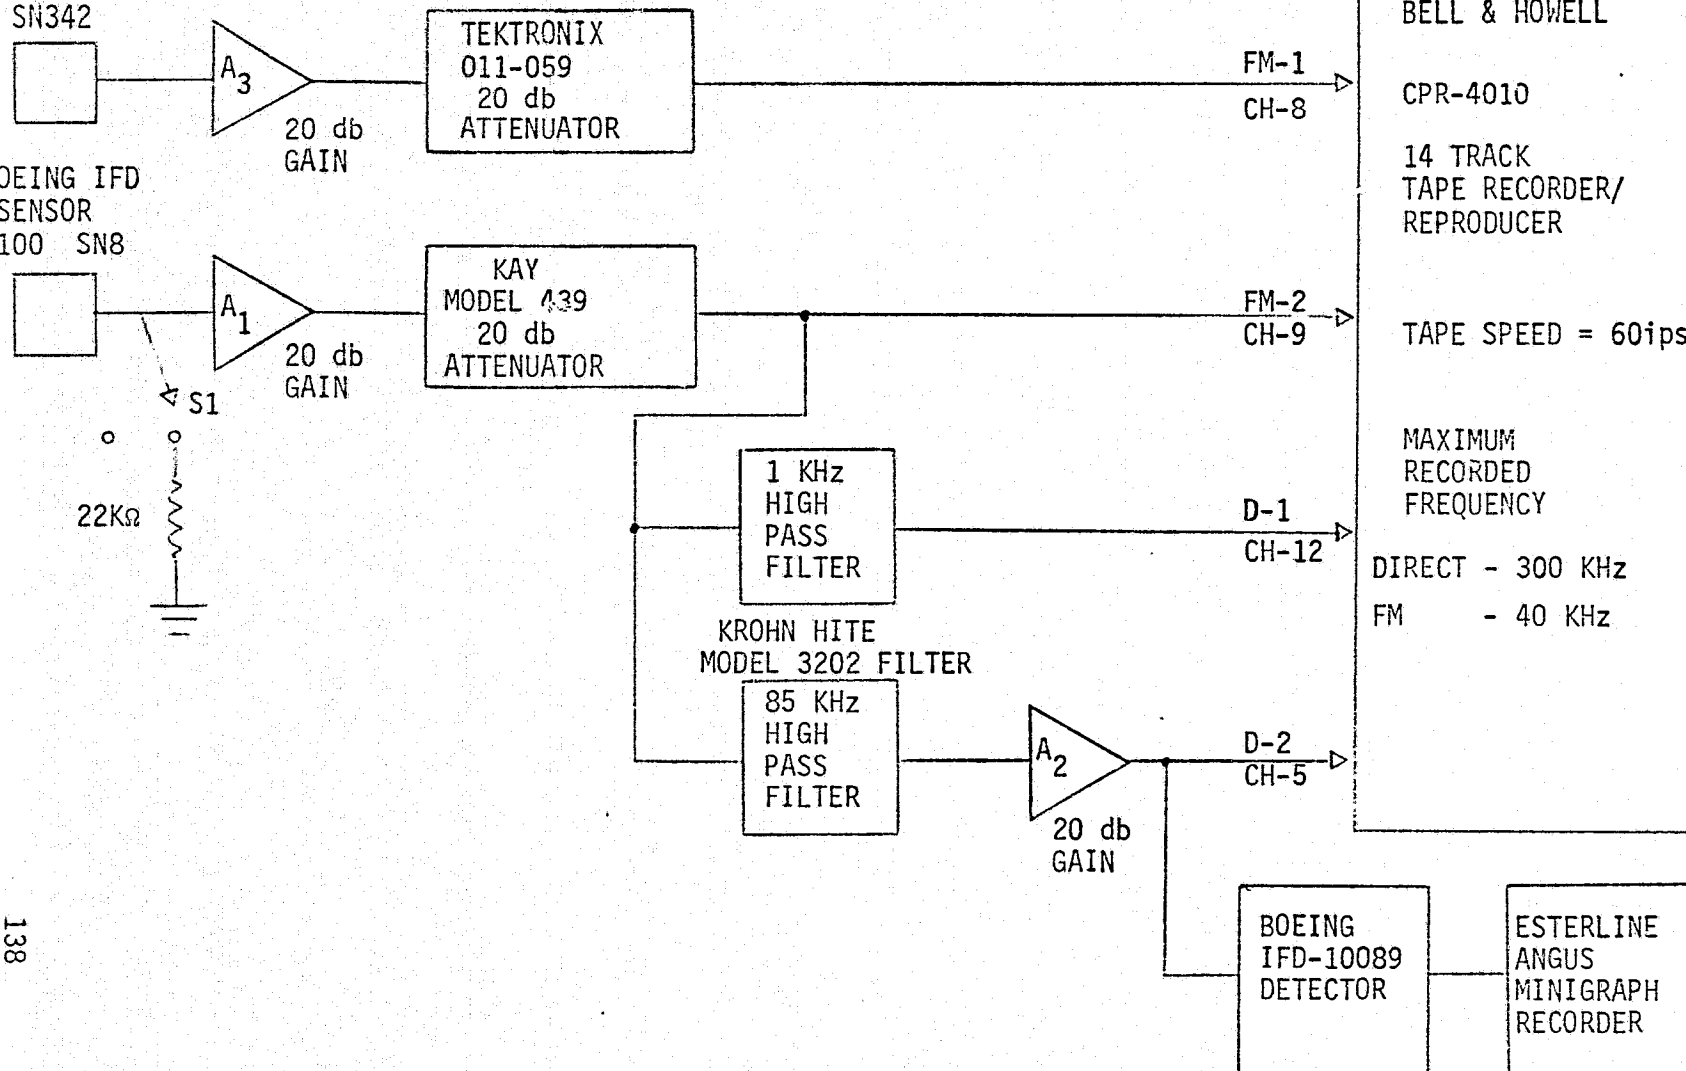 SN342
A3
20 db
GAIN
TEKTRONIX
011-059
20 db
ATTENUATOR
FM-1
CH-8
BELL & HOWELL
CPR-4010
14 TRACK
TAPE RECORDER/
REPRODUCER
TAPE SPEED = 60ips
MAXIMUM
RECORDED
FREQUENCY
DIRECT - 300 KHz
FM - 40 KHz
OEING IFD
SENSOR
100 SN8
A1
20 db
GAIN
KAY
MODEL 439
20 db
ATTENUATOR
FM-2
CH-9
S1
22KΩ
1 KHz
HIGH
PASS
FILTER
D-1
CH-12
KROHN HITE
MODEL 3202 FILTER
85 KHz
HIGH
PASS
FILTER
A2
20 db
GAIN
D-2
CH-5
BOEING
IFD-10089
DETECTOR
ESTERLINE
ANGUS
MINIGRAPH
RECORDER
138